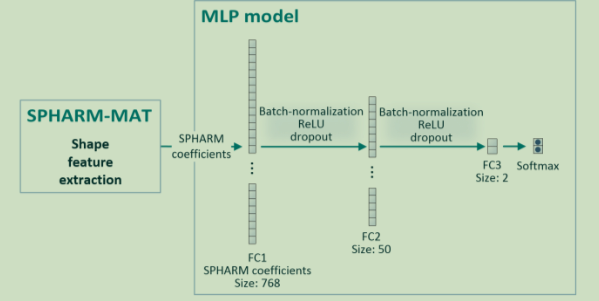 MLP model
SPHARM-MAT
Shape
feature
extraction
SPHARM
coefficients
Batch-normalization
ReLU
dropout
Batch-normalization
ReLU
dropout
FC1
SPHARM coefficients
Size: 768
FC2
Size: 50
FC3
Size: 2
Softmax